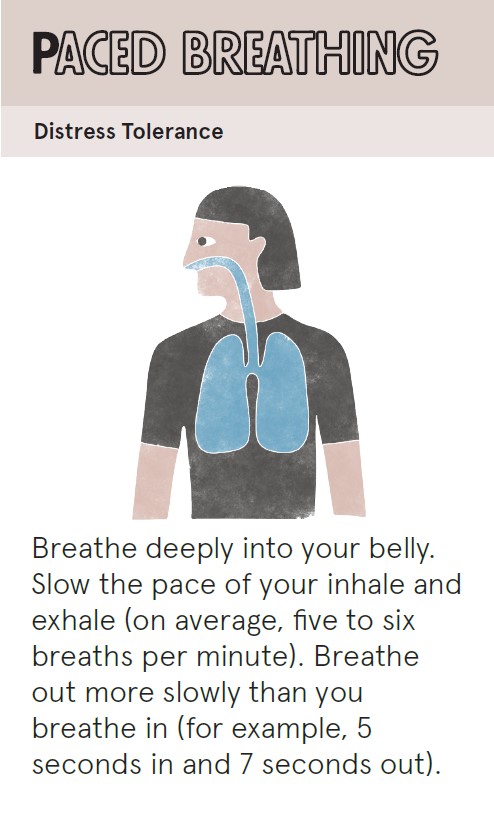 PACED BREATHING
Distress Tolerance
Breathe deeply into your belly.
Slow the pace of your inhale and
exhale (on average, five to six
breaths per minute). Breathe
out more slowly than you
breathe in (for example, 5
seconds in and 7 seconds out).